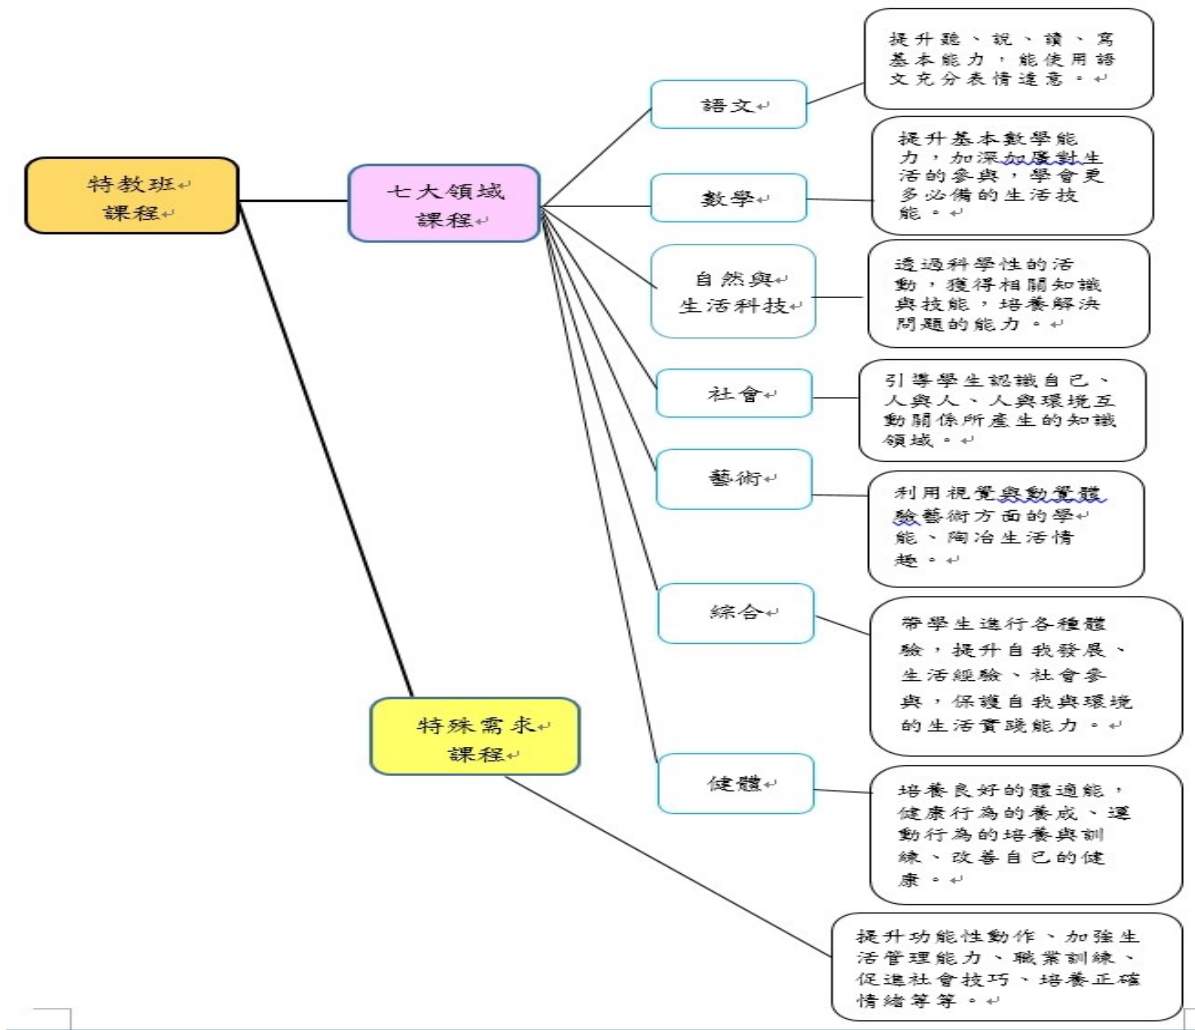 特教班
課程
七大領域
課程
語文
提升聽、說、讀、寫
基本能力，能使用語
文充分表情達意。
數學
提升基本數學能
力，加深加廣對生
活的參與，學會更
多必備的生活技
能。
自然與
生活科技
透過科學性的活
動，獲得相關知識
與技能，培養解決
問題的能力。
社會
引導學生認識自己、
人與人、人與環境互
動關係所產生的知識
領域。
藝術
利用視覺與動覺體
驗藝術方面的學
能、陶冶生活情
趣。
綜合
帶學生進行各種體
驗，提升自我發展、
生活經驗、社會參
與，保護自我與環境
的生活實踐能力。
健體
培養良好的體適能，
健康行為的養成、運
動行為的培養與訓
練、改善自己的健
康。
特殊需求
課程
提升功能性動作、加強生
活管理能力、職業訓練、
促進社會技巧、培養正確
情緒等等。